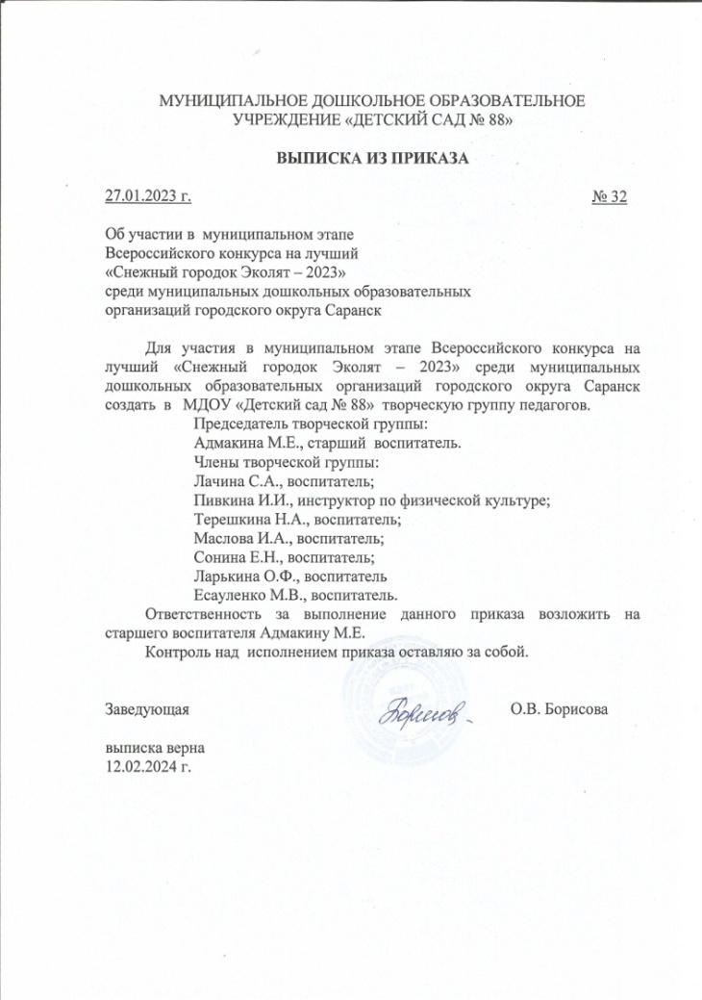 МУНИЦИПАЛЬНОЕ ДОШКОЛЬНОЕ ОБРАЗОВАТЕЛЬНОЕ
УЧРЕЖДЕНИЕ «ДЕТСКИЙ САД № 88»
ВЫПИСКА ИЗ ПРИКАЗА
27.01.2023 г. № 32
Об участии в муниципальном этапе
Всероссийского конкурса на лучший
«Снежный городок Эколят – 2023»
среди муниципальных дошкольных образовательных
организаций городского округа Саранск
Для участия в муниципальном этапе Всероссийского конкурса на
лучший «Снежный городок Эколят – 2023» среди муниципальных
дошкольных образовательных организаций городского округа Саранск
создать в МДОУ «Детский сад № 88» творческую группу педагогов.
Председатель творческой группы:
Адмакина М.Е., старший воспитатель.
Члены творческой группы:
Лачина С.А., воспитатель;
Пивкина И.И., инструктор по физической культуре;
Терешкина Н.А., воспитатель;
Маслова И.А., воспитатель;
Сонина Е.Н., воспитатель;
Ларькина О.Ф., воспитатель
Есауленко М.В., воспитатель.
Ответственность за выполнение данного приказа возложить на
старшего воспитателя Адмакину М.Е.
Контроль над исполнением приказа оставляю за собой.
Заведующая О.В. Борисова
выписка верна
12.02.2024 г.